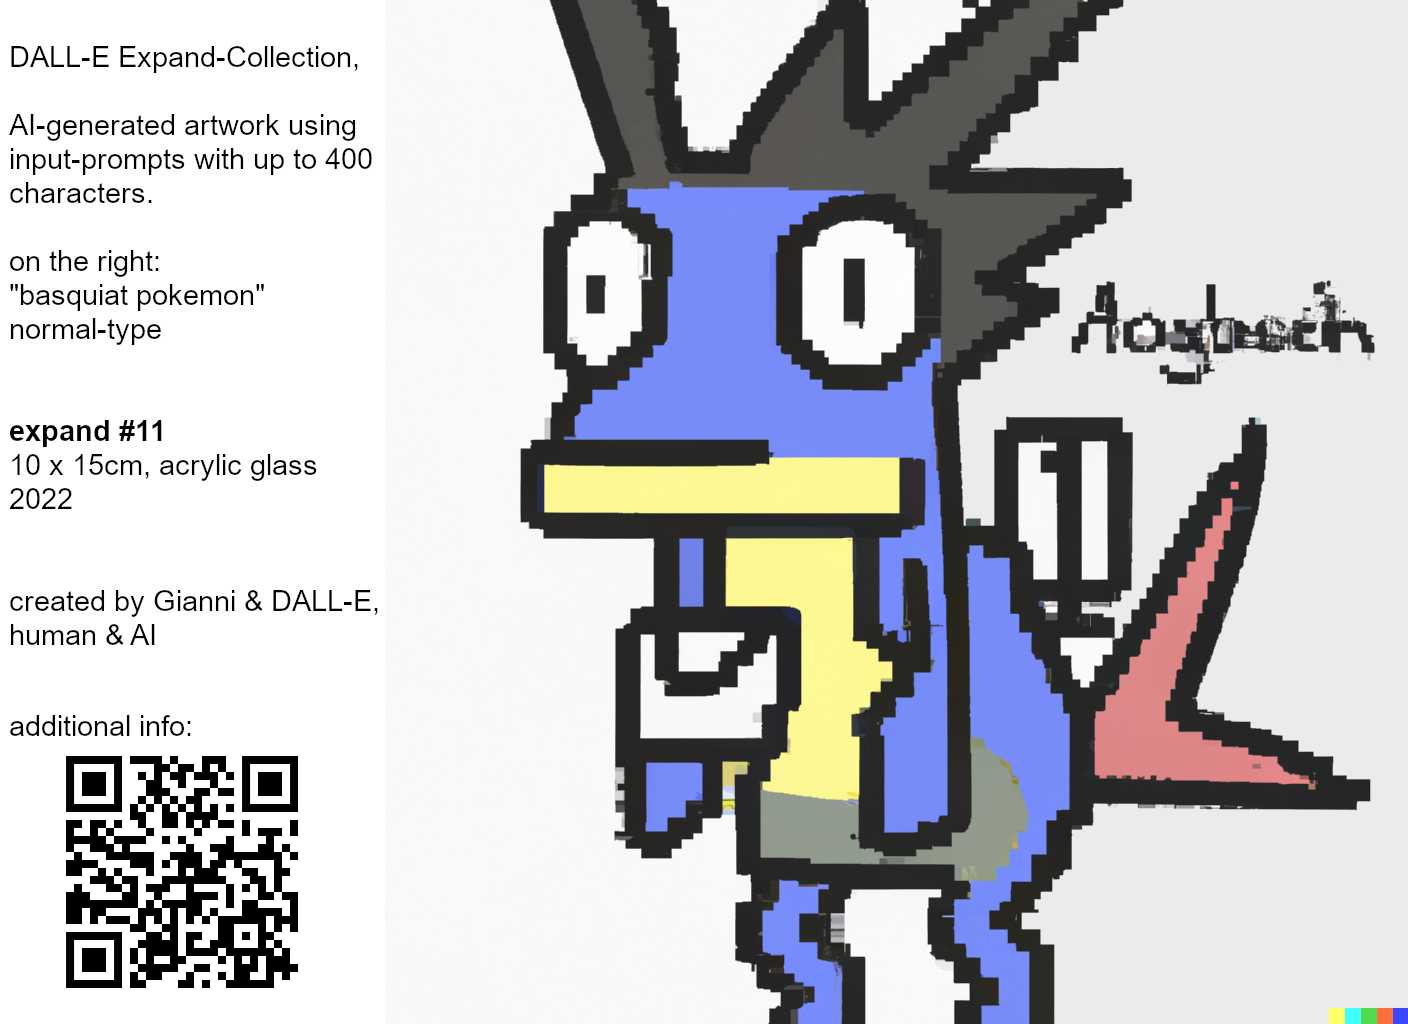 DALL-E Expand-Collection,
AI-generated artwork using
input-prompts with up to 400
characters.
on the right:
"basquiat pokemon"
normal-type
expand #11
10 x 15cm, acrylic glass
2022
created by Gianni & DALL-E,
human & AI
additional info: